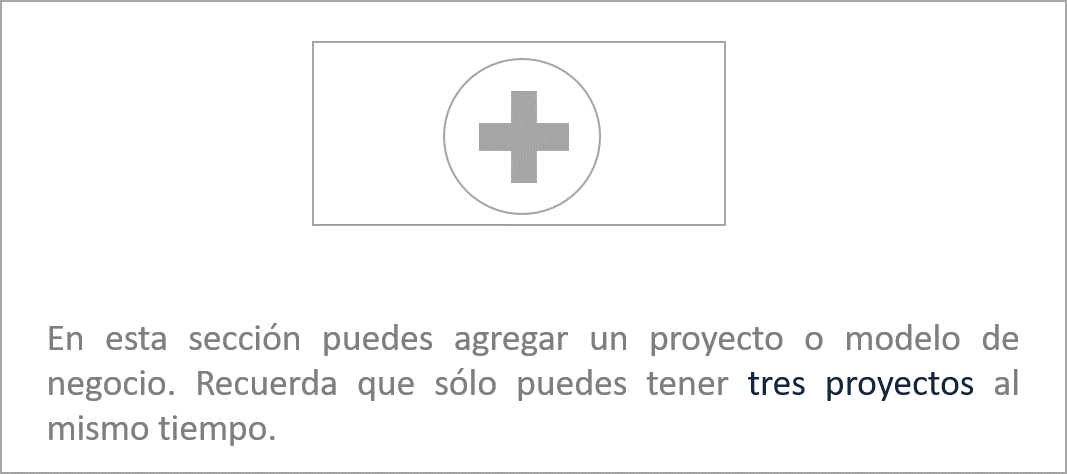 En esta sección puedes agregar un proyecto o modelo de
negocio. Recuerda que sólo puedes tener tres proyectos al
mismo tiempo.